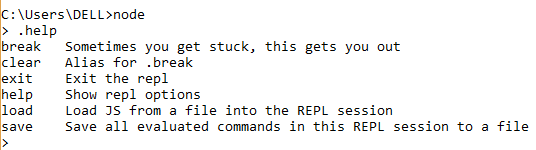 C:\Users\DELL>node
> .help
break   Sometimes you get stuck, this gets you out
clear   Alias for .break
exit    Exit the repl
help    Show repl options
load    Load JS from a file into the REPL session
save    Save all evaluated commands in this REPL session to a file
>